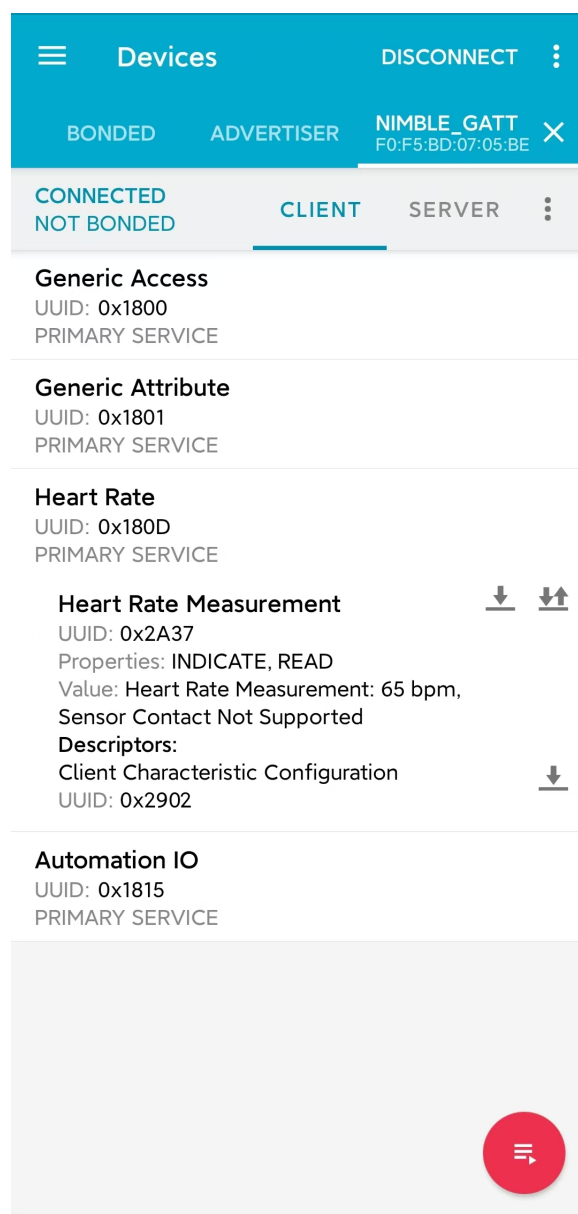 Devices
DISCONNECT
BONDED
ADVERTISER
NIMBLE_GATT
F0:F5:BD:07:05:BE
CONNECTED
NOT BONDED
CLIENT
SERVER
Generic Access
UUID: 0x1800
PRIMARY SERVICE
Generic Attribute
UUID: 0x1801
PRIMARY SERVICE
Heart Rate
UUID: 0x180D
PRIMARY SERVICE
Heart Rate Measurement
UUID: 0x2A37
Properties: INDICATE, READ
Value: Heart Rate Measurement: 65 bpm,
Sensor Contact Not Supported
Descriptors:
Client Characteristic Configuration
UUID: 0x2902
Automation IO
UUID: 0x1815
PRIMARY SERVICE